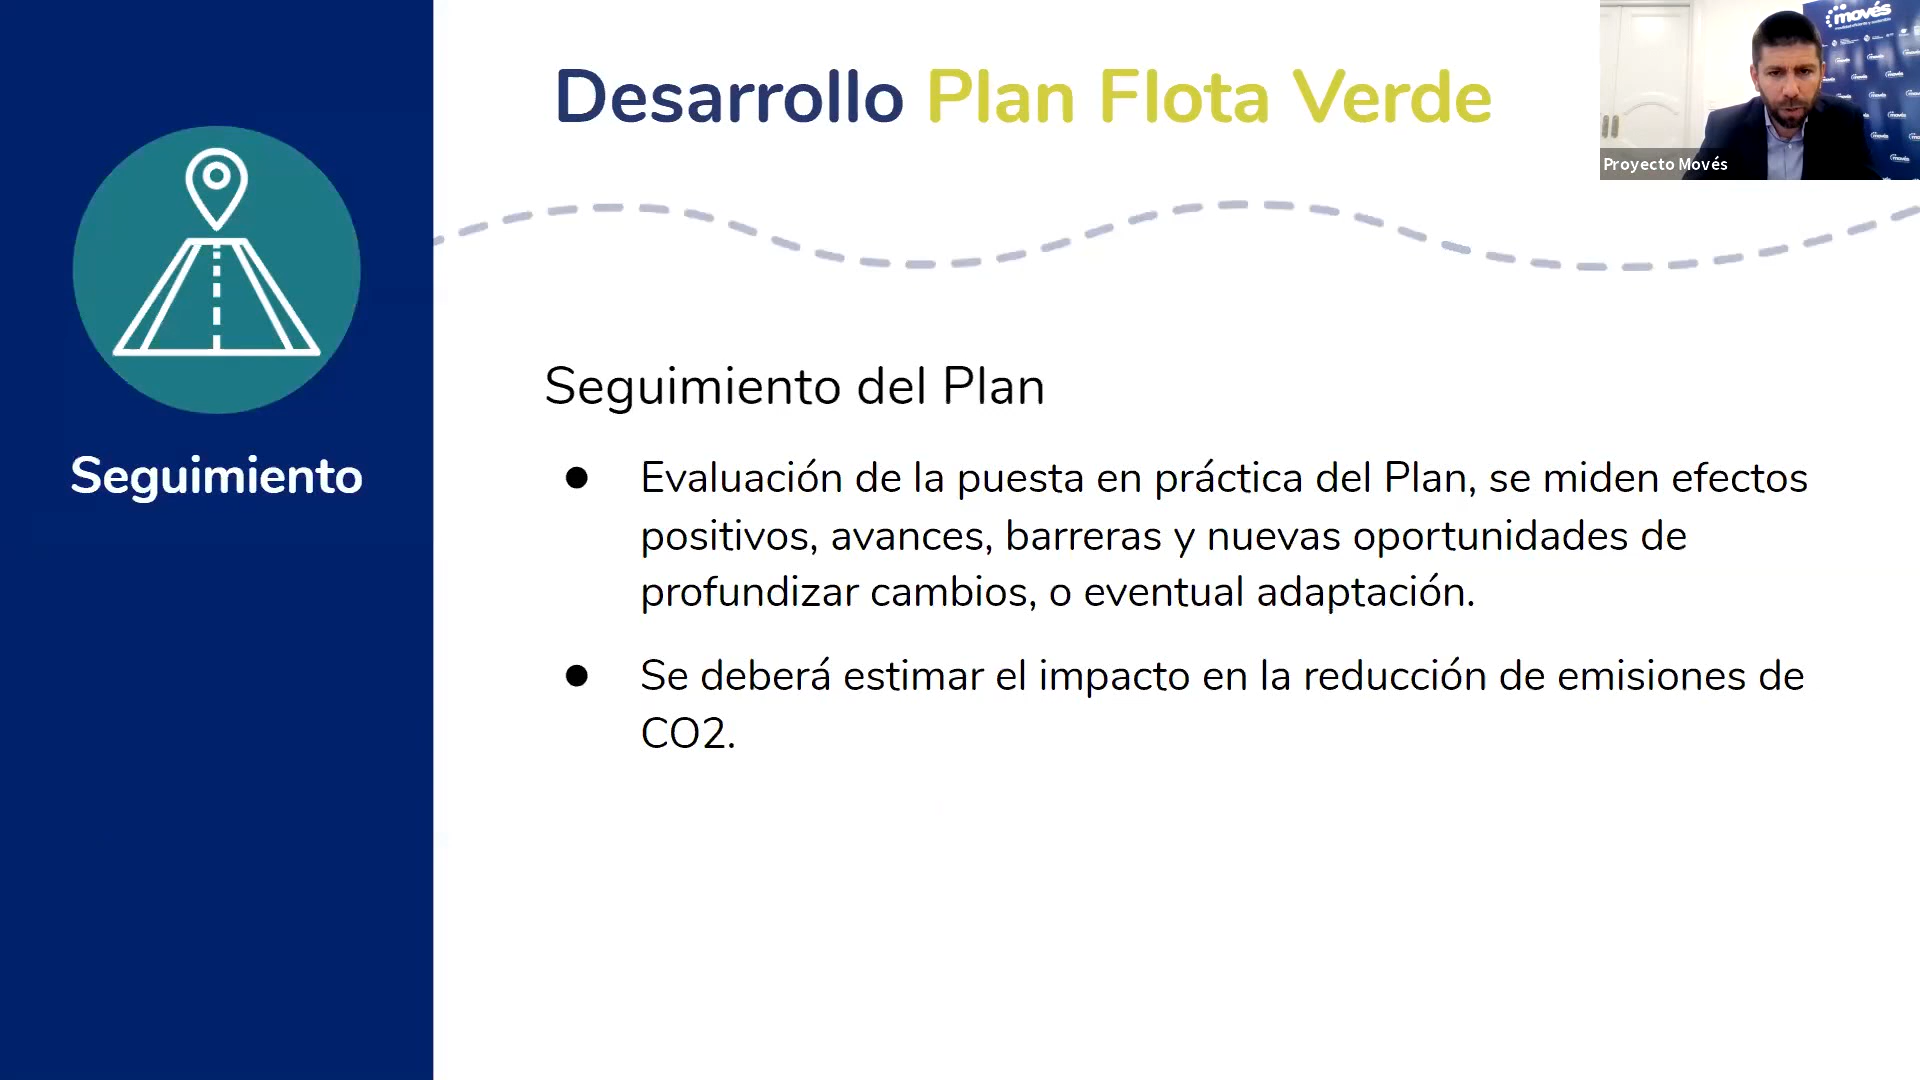 Desarrollo Plan Flota Verde
movés
Proyecto Movés
Seguimiento
Seguimiento del Plan
● Evaluación de la puesta en práctica del Plan, se miden efectos
positivos, avances, barreras y nuevas oportunidades de
profundizar cambios, o eventual adaptación.
● Se deberá estimar el impacto en la reducción de emisiones de
CO2.